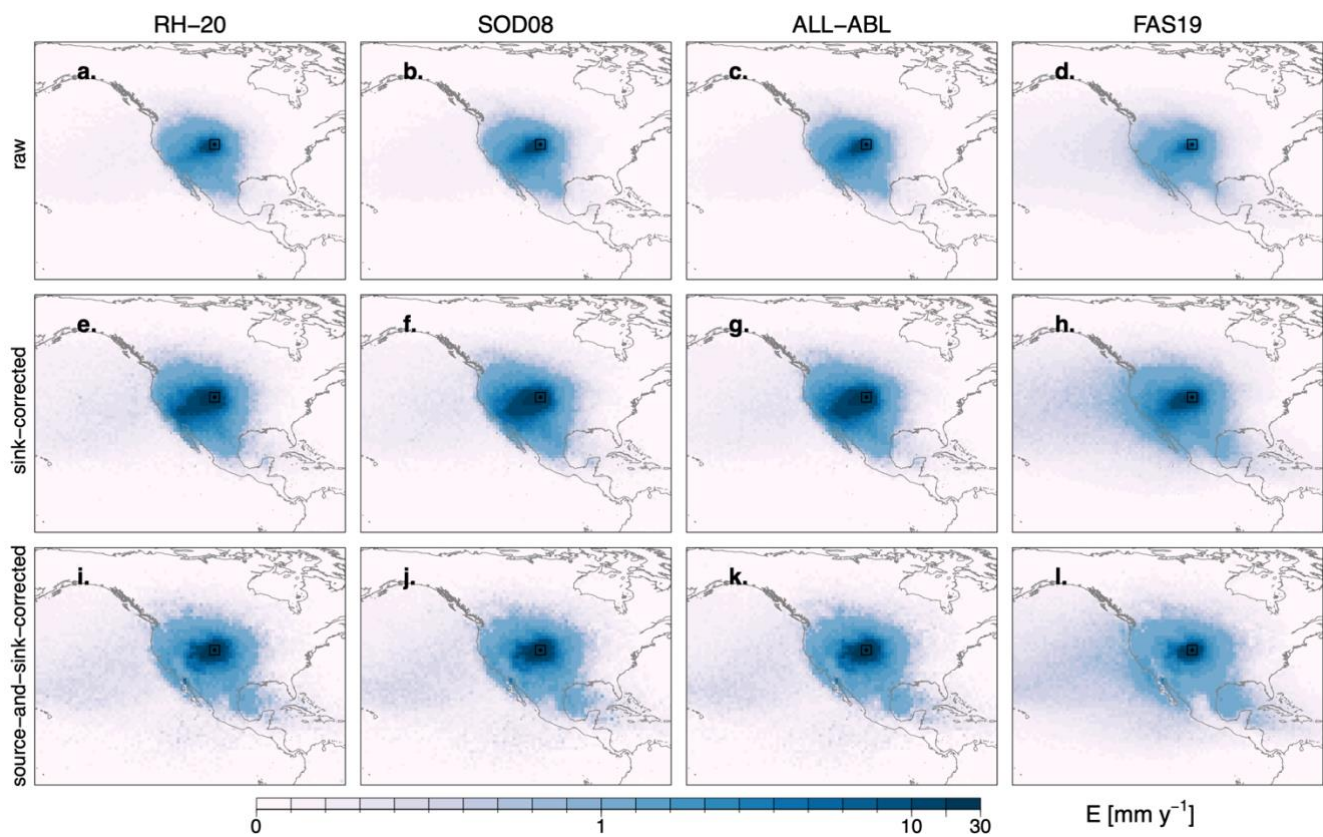 RH−20 SOD08 ALL−ABL FAS19
raw
a. b. c. d.
sink−corrected
e. f. g. h.
source−and−sink−corrected
i. j. k. l.
0 1 10 30
E [mm y⁻¹]